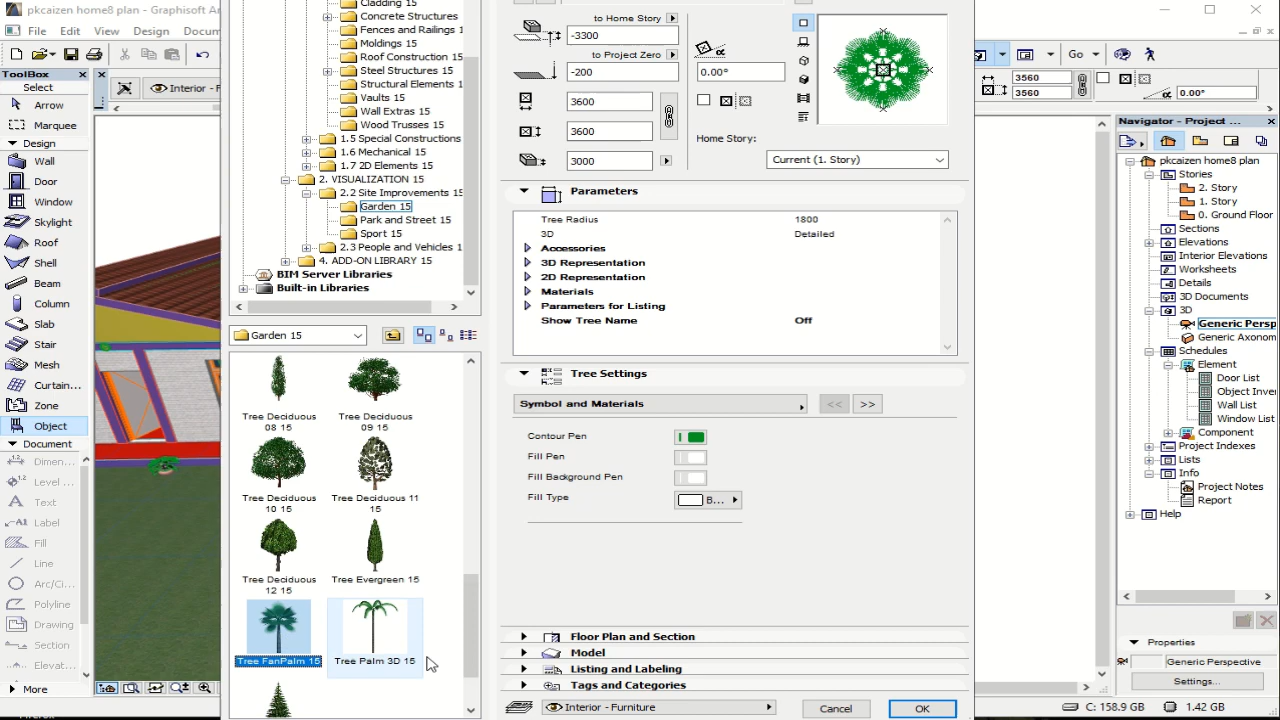 pkcaizen home8 plan - Graphisoft Ar
File
Edit
View
Design
Docum
Go
ToolBox
Select
Arrow
Marquee
Design
Wall
Door
Window
Skylight
Roof
Shell
Beam
Column
Slab
Stair
Mesh
Curtain...
Zone
Object
Document
Dimen...
Level ...
Text
Label
Fill
Line
Arc/Ci...
Polyline
Drawing
Section
Elevat...
More
Interior - F
Cladding 15
Concrete Structures
Fences and Railings 1
Moldings 15
Roof Construction 15
Steel Structures 15
Structural Elements 1
Vaults 15
Wall Extras 15
Wood Trusses 15
1.5 Special Constructions
1.6 Mechanical 15
1.7 2D Elements 15
2. VISUALIZATION 15
2.2 Site Improvements 15
Garden 15
Park and Street 15
Sport 15
2.3 People and Vehicles 1
4. ADD-ON LIBRARY 15
BIM Server Libraries
Built-in Libraries
Garden 15
Tree Deciduous 08 15
Tree Deciduous 09 15
Tree Deciduous 10 15
Tree Deciduous 11 15
Tree Deciduous 12 15
Tree Evergreen 15
Tree FanPalm 15
Tree Palm 3D 15
to Home Story
-3300
to Project Zero
-200
3600
3600
3000
0.00°
Home Story:
Current (1. Story)
Parameters
Tree Radius 1800
3D Detailed
Accessories
3D Representation
2D Representation
Materials
Parameters for Listing
Show Tree Name Off
Tree Settings
Symbol and Materials
<<
>>
Contour Pen
Fill Pen
Fill Background Pen
Fill Type
B...
Floor Plan and Section
Model
Listing and Labeling
Tags and Categories
Interior - Furniture
Cancel
OK
3560
3560
0.00°
Navigator - Project ...
pkcaizen home8 plan
Stories
2. Story
1. Story
0. Ground Floor
Sections
Elevations
Interior Elevations
Worksheets
Details
3D Documents
3D
Generic Persp
Generic Axonom
Schedules
Element
Door List
Object Inver
Wall List
Window List
Component
Project Indexes
Lists
Info
Project Notes
Report
Help
Properties
Generic Perspective
Settings...
C: 158.9 GB
1.42 GB